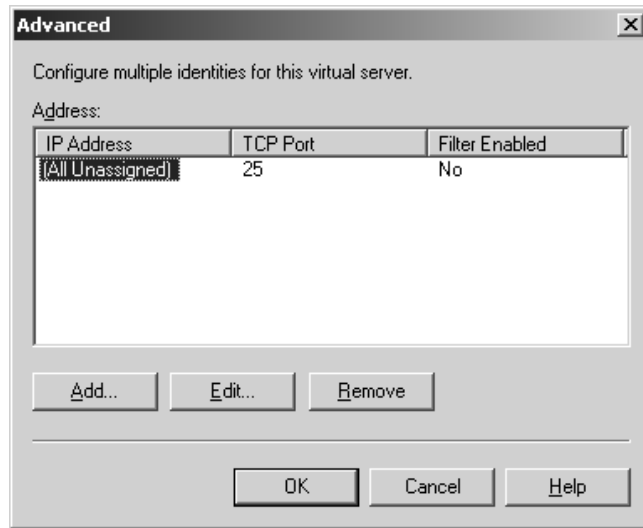 Advanced
Configure multiple identities for this virtual server.
Address:
IP Address TCP Port Filter Enabled
(All Unassigned) 25 No
Add... Edit... Remove
OK Cancel Help